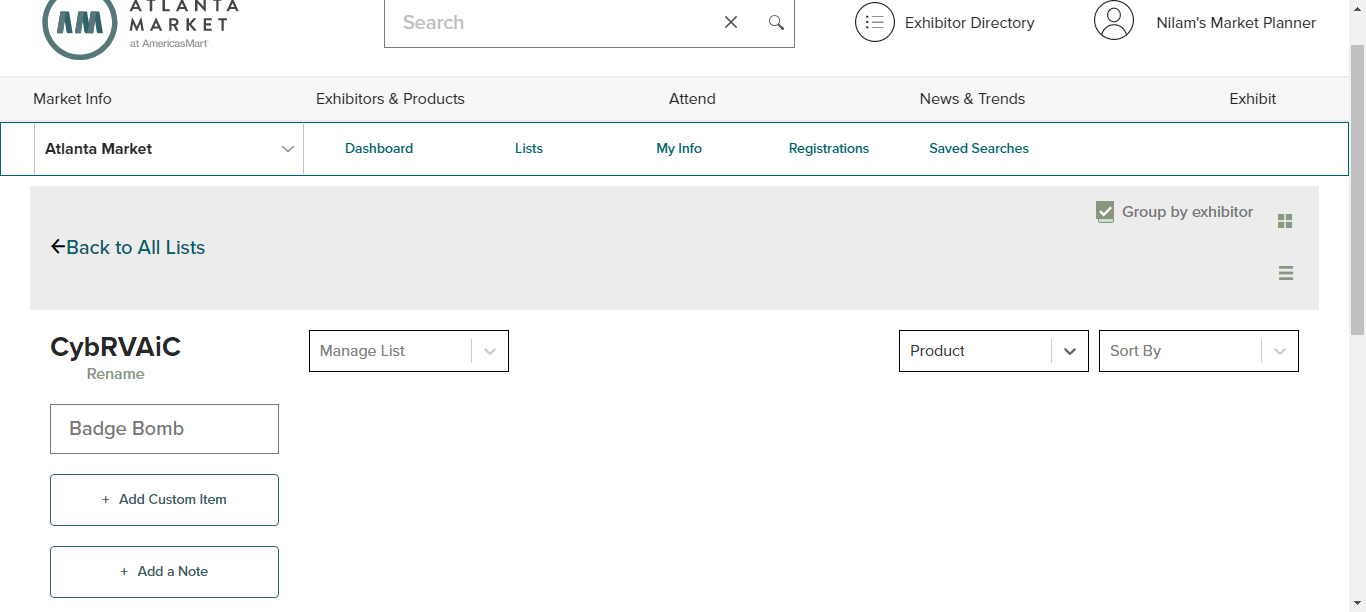 ATLANTA
MARKET
at AmericasMart
Search
Exhibitor Directory
Nilam's Market Planner
Market Info
Exhibitors & Products
Attend
News & Trends
Exhibit
Atlanta Market
Dashboard
Lists
My Info
Registrations
Saved Searches
Group by exhibitor
Back to All Lists
CybRVAiC
Manage List
Product
Sort By
Rename
Badge Bomb
+ Add Custom Item
+ Add a Note